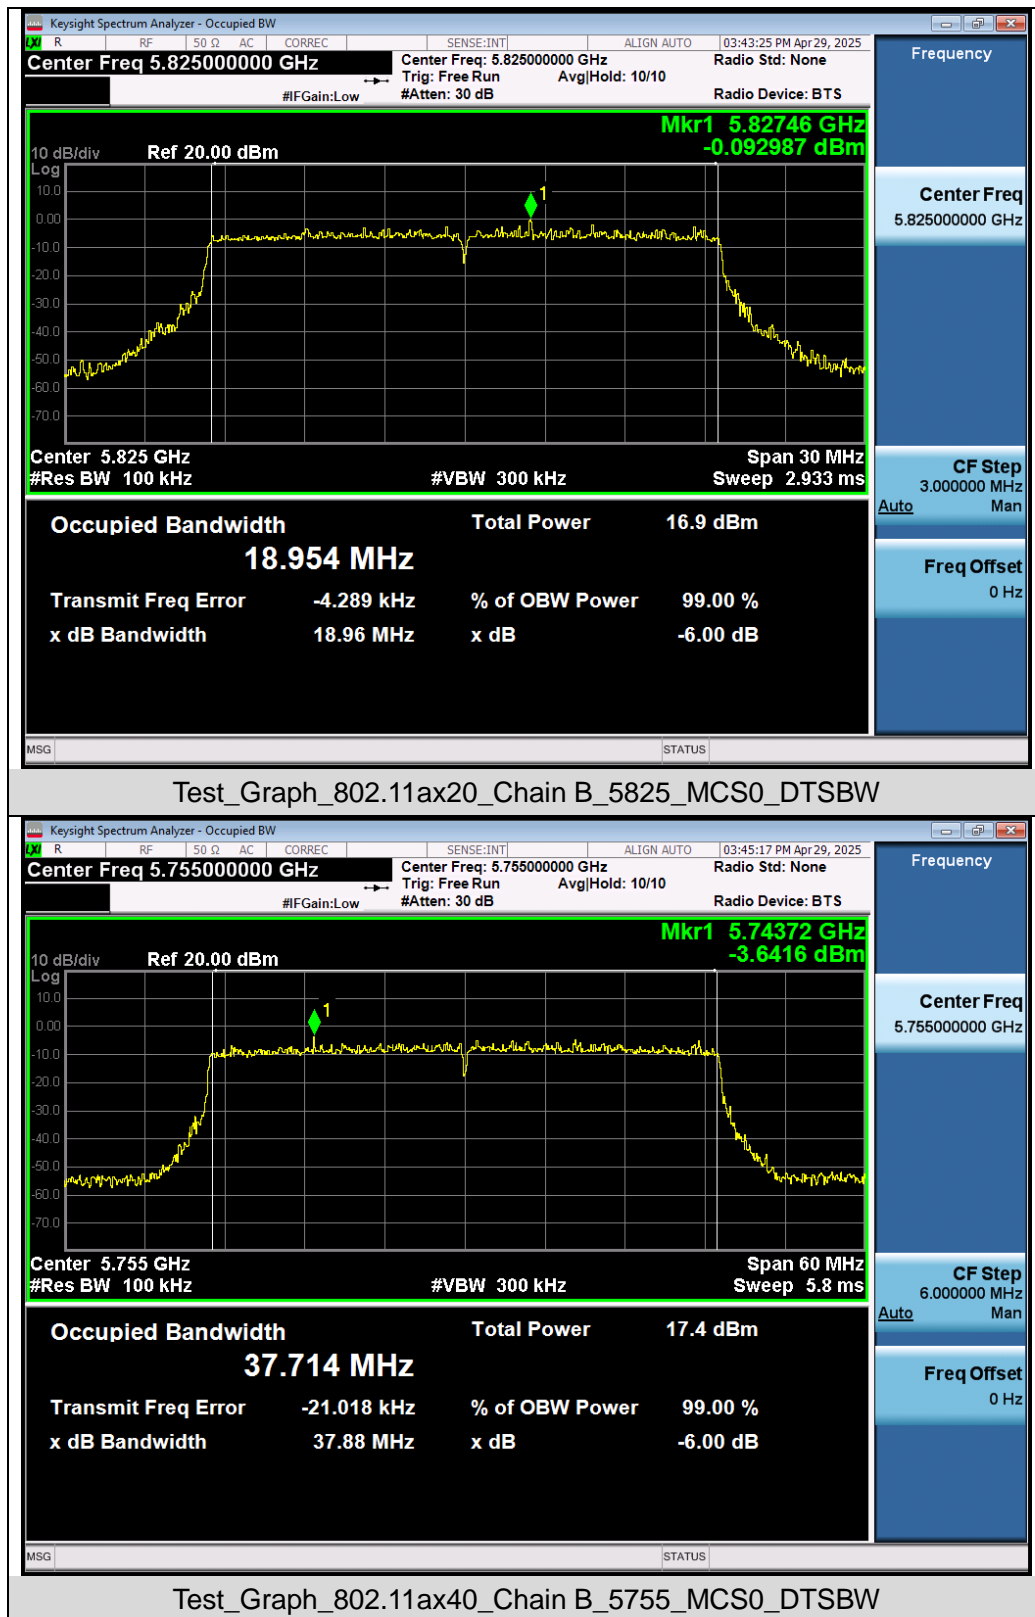 Keysight Spectrum Analyzer - Occupied BW
LXI R RF 50 Ω AC CORREC SENSE:INT ALIGN AUTO 03:43:25 PM Apr 29, 2025
Center Freq 5.825000000 GHz
Center Freq: 5.825000000 GHz Radio Std: None
Trig: Free Run Avg|Hold: 10/10
#IFGain:Low #Atten: 30 dB Radio Device: BTS
Frequency
Mkr1 5.82746 GHz
-0.092987 dBm
10 dB/div Ref 20.00 dBm
Log
10.0
0.00
-10.0
-20.0
-30.0
-40.0
-50.0
-60.0
-70.0
1
Center Freq
5.825000000 GHz
Center 5.825 GHz Span 30 MHz
#Res BW 100 kHz #VBW 300 kHz Sweep 2.933 ms
CF Step
3.000000 MHz
Auto Man
Freq Offset
0 Hz
Occupied Bandwidth Total Power 16.9 dBm
18.954 MHz
Transmit Freq Error -4.289 kHz % of OBW Power 99.00 %
x dB Bandwidth 18.96 MHz x dB -6.00 dB
MSG STATUS
Test_Graph_802.11ax20_Chain B_5825_MCS0_DTSBW
Keysight Spectrum Analyzer - Occupied BW
LXI R RF 50 Ω AC CORREC SENSE:INT ALIGN AUTO 03:45:17 PM Apr 29, 2025
Center Freq 5.755000000 GHz
Center Freq: 5.755000000 GHz Radio Std: None
Trig: Free Run Avg|Hold: 10/10
#IFGain:Low #Atten: 30 dB Radio Device: BTS
Frequency
Mkr1 5.74372 GHz
-3.6416 dBm
10 dB/div Ref 20.00 dBm
Log
10.0
0.00
-10.0
-20.0
-30.0
-40.0
-50.0
-60.0
-70.0
1
Center Freq
5.755000000 GHz
Center 5.755 GHz Span 60 MHz
#Res BW 100 kHz #VBW 300 kHz Sweep 5.8 ms
CF Step
6.000000 MHz
Auto Man
Freq Offset
0 Hz
Occupied Bandwidth Total Power 17.4 dBm
37.714 MHz
Transmit Freq Error -21.018 kHz % of OBW Power 99.00 %
x dB Bandwidth 37.88 MHz x dB -6.00 dB
MSG STATUS
Test_Graph_802.11ax40_Chain B_5755_MCS0_DTSBW